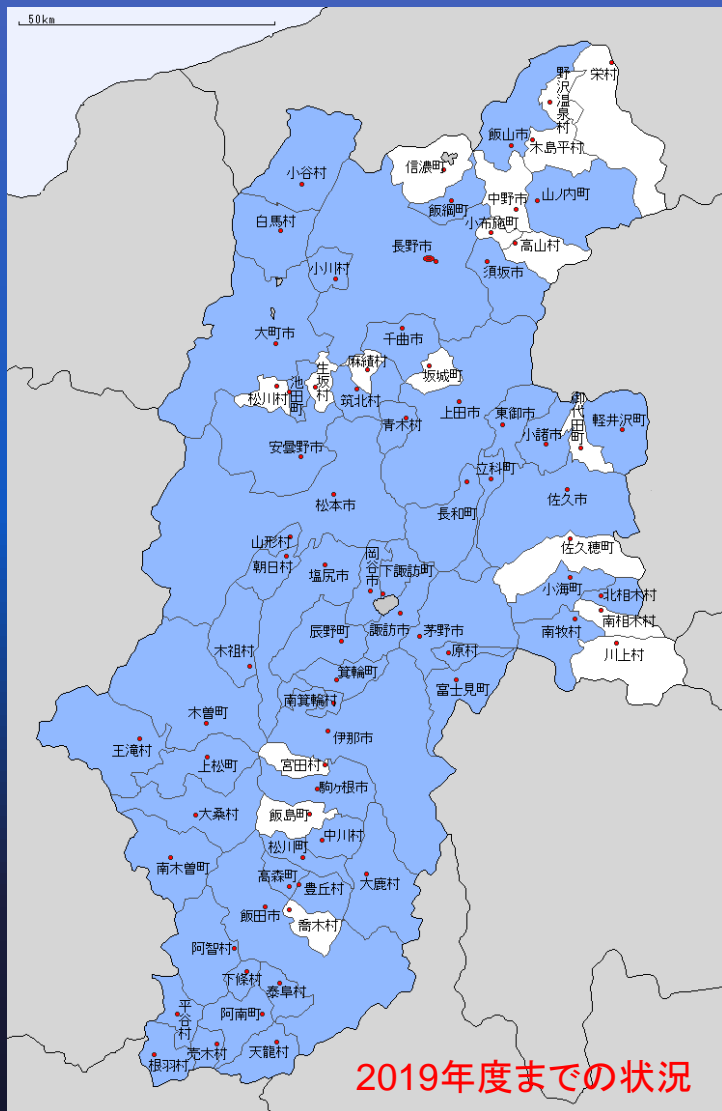 50km
栄村
野沢温泉村
飯山市
木島平村
信濃町
小谷村
中野市
山ノ内町
飯綱町
白馬村
小布施町
高山村
長野市
小川村
須坂市
大町市
千曲市
麻績村
生坂村
坂城町
池田町
松川村
筑北村
上田市
御代田町
青木村
東御市
軽井沢町
小諸市
安曇野市
立科町
松本市
佐久市
長和町
山形村
佐久穂町
岡谷市
朝日村
塩尻市
下諏訪町
小海町
北相木村
南相木村
辰野町
諏訪市
茅野市
南牧村
木祖村
原村
川上村
箕輪町
富士見町
南箕輪村
木曽町
伊那市
王滝村
上松町
宮田村
駒ヶ根市
大桑村
飯島町
中川村
松川町
南木曽町
高森町
豊丘村
大鹿村
飯田市
喬木村
阿智村
下條村
泰阜村
平谷村
阿南町
売木村
天龍村
根羽村
2019年度までの状況